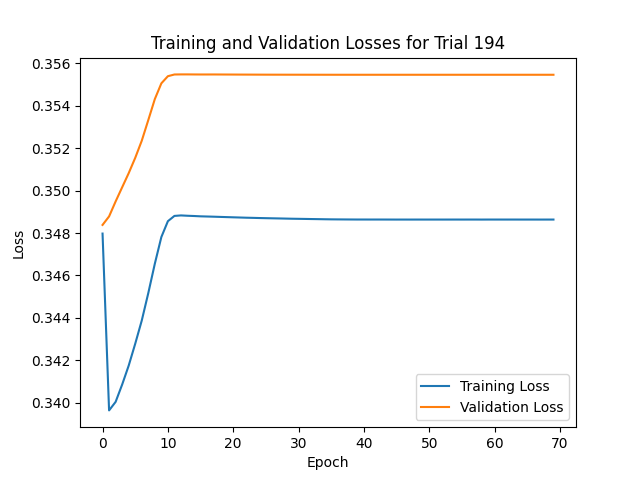 Training and Validation Losses for Trial 194
0.356
0.354
0.352
0.350
0.348
0.346
0.344
0.342
0.340
Loss
Training Loss
Validation Loss
0 10 20 30 40 50 60 70
Epoch